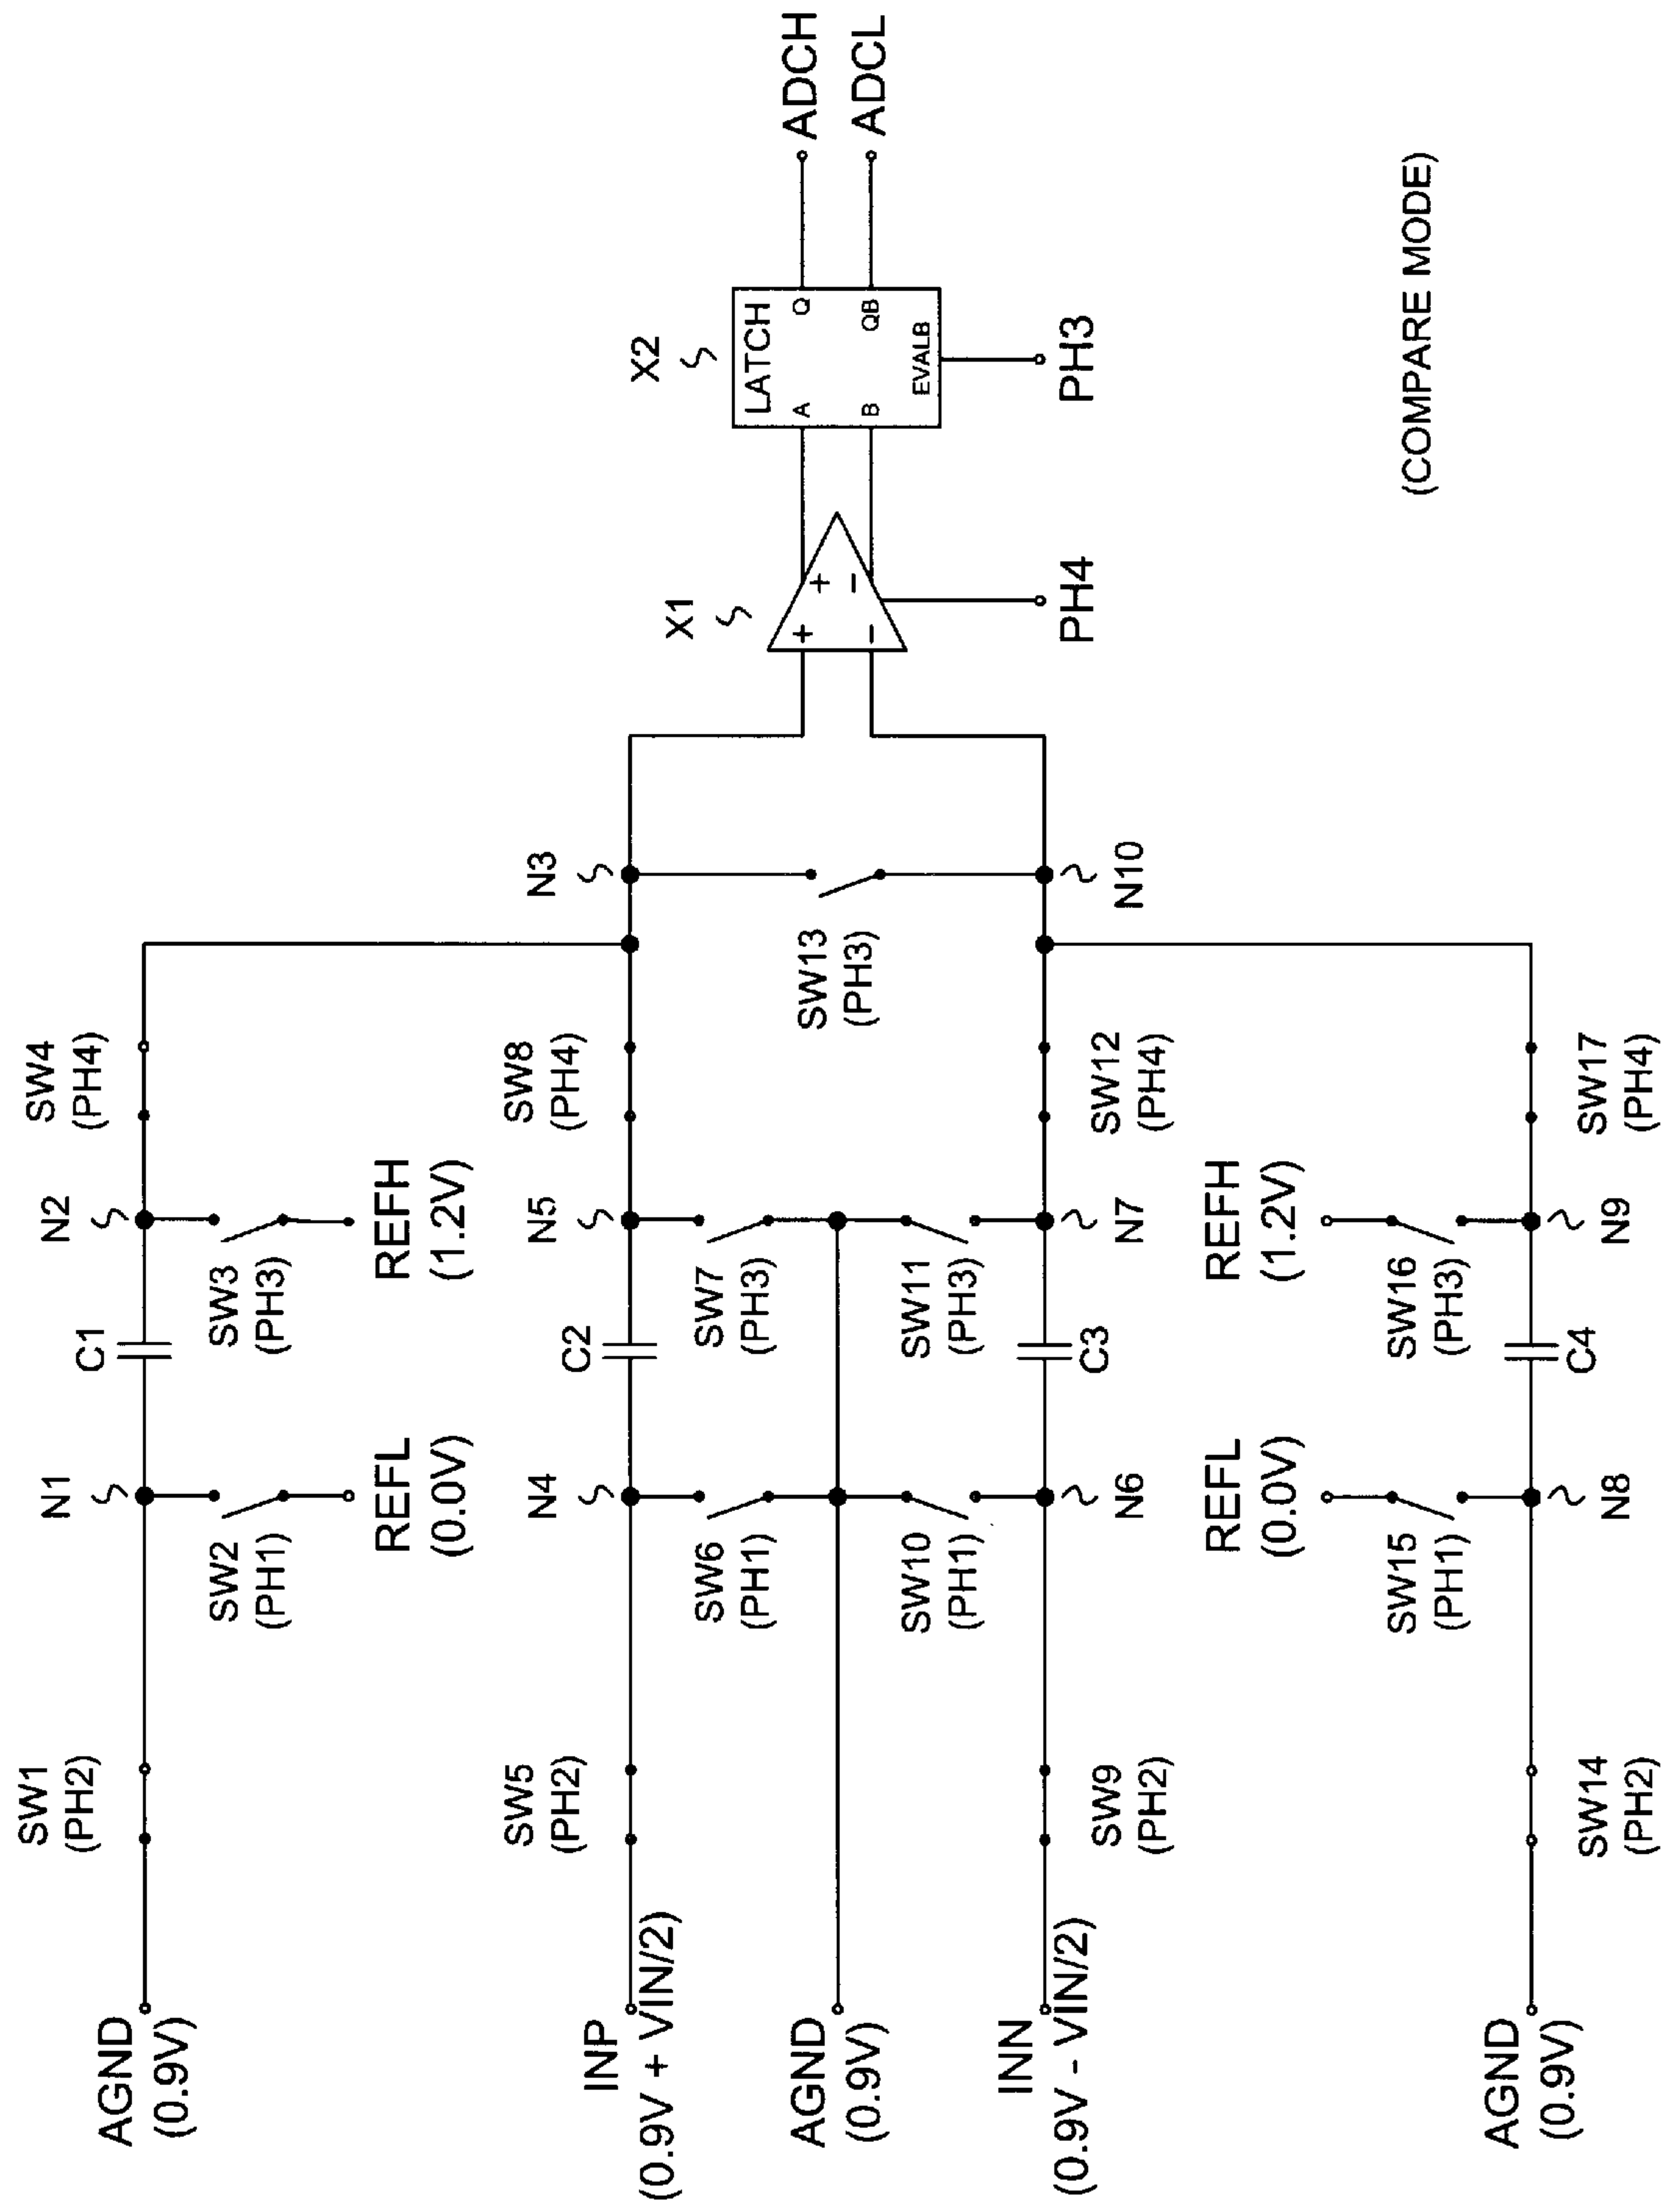 AGND
(0.9V)
SW1
(PH2)
N1
SW2
(PH1)
REFL
(0.0V)
C1
N2
SW3
(PH3)
REFH
(1.2V)
SW4
(PH4)
INP
(0.9V + VIN/2)
SW5
(PH2)
N4
SW6
(PH1)
C2
N5
SW7
(PH3)
SW8
(PH4)
N3
AGND
(0.9V)
SW13
(PH3)
INN
(0.9V - VIN/2)
SW9
(PH2)
SW10
(PH1)
N6
C3
SW11
(PH3)
N7
SW12
(PH4)
N10
X1
+
-
+
-
PH4
X2
LATCH
A
Q
B
QB
EVALB
PH3
ADCH
ADCL
AGND
(0.9V)
SW14
(PH2)
REFL
(0.0V)
SW15
(PH1)
N8
C4
REFH
(1.2V)
SW16
(PH3)
N9
SW17
(PH4)
(COMPARE MODE)